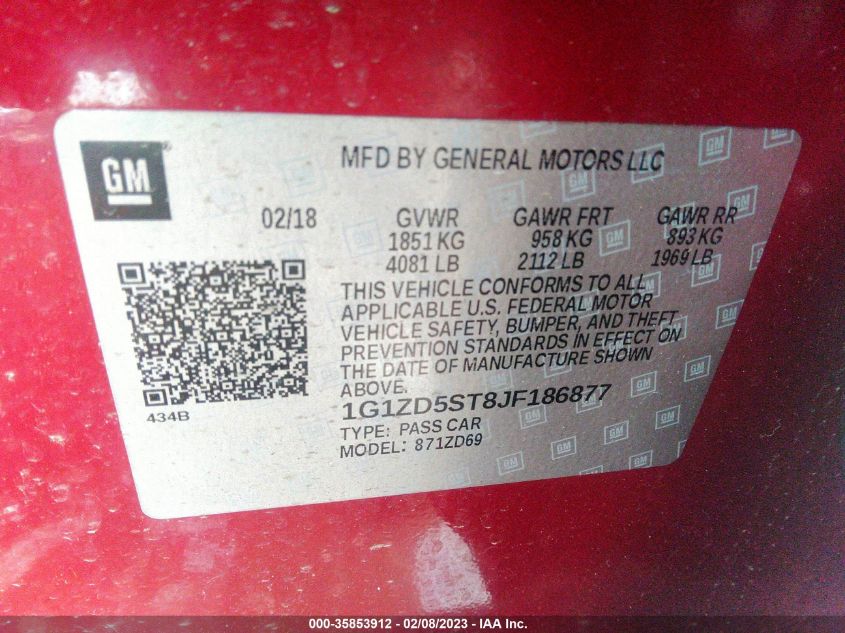 GM
MFD BY GENERAL MOTORS LLC
02/18 GVWR GAWR FRT GAWR RR
1851 KG 958 KG 893 KG
4081 LB 2112 LB 1969 LB
THIS VEHICLE CONFORMS TO ALL
APPLICABLE U.S. FEDERAL MOTOR
VEHICLE SAFETY, BUMPER, AND THEFT
PREVENTION STANDARDS IN EFFECT ON
THE DATE OF MANUFACTURE SHOWN
ABOVE.
434B
1G1ZD5ST8JF186877
TYPE: PASS CAR
MODEL: 871ZD69
000-35853912 - 02/08/2023 - IAA Inc.